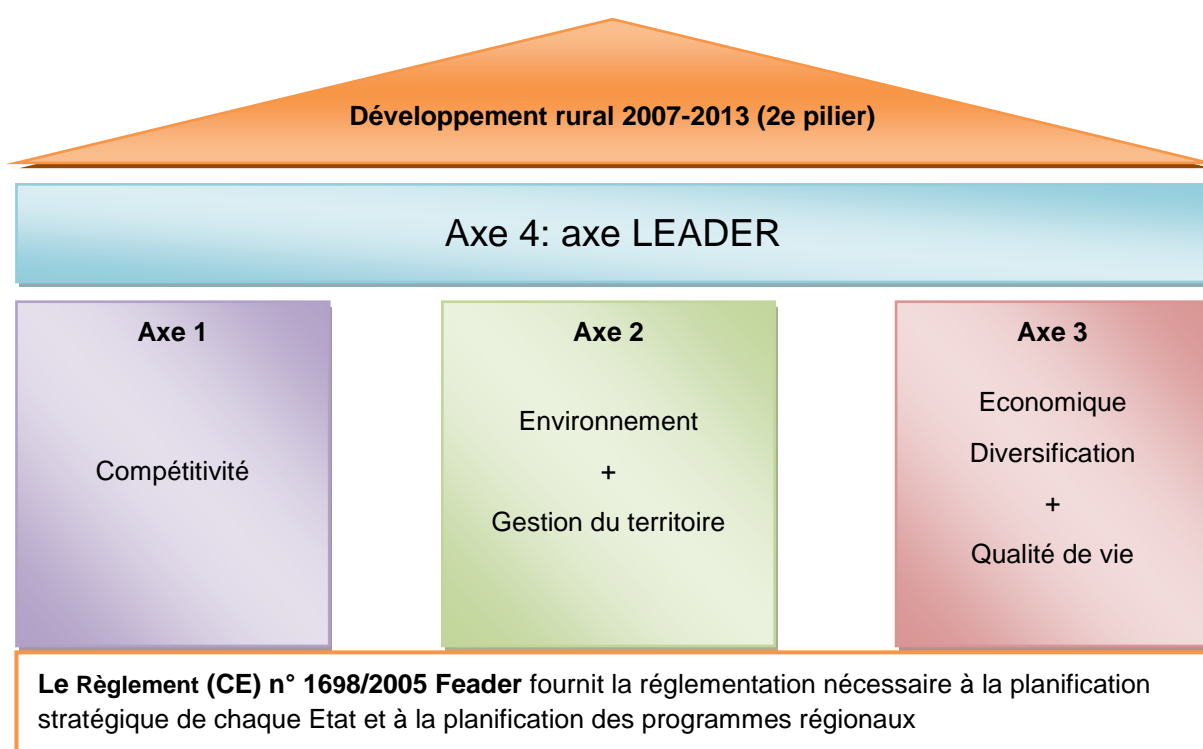 Développement rural 2007-2013 (2e pilier)
Axe 4: axe LEADER
Axe 1
Compétitivité
Axe 2
Environnement
+
Gestion du territoire
Axe 3
Economique
Diversification
+
Qualité de vie
Le Règlement (CE) n° 1698/2005 Feader fournit la réglementation nécessaire à la planification
stratégique de chaque Etat et à la planification des programmes régionaux